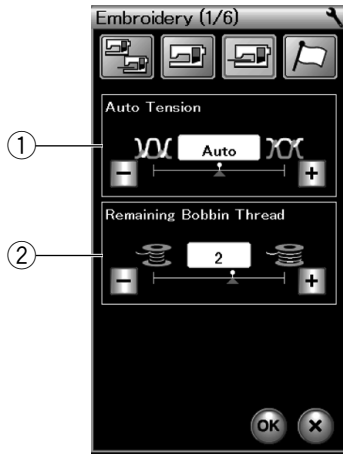 Embroidery (1/6)
Auto Tension
1
Auto
− +
Remaining Bobbin Thread
2
2
− +
OK ×